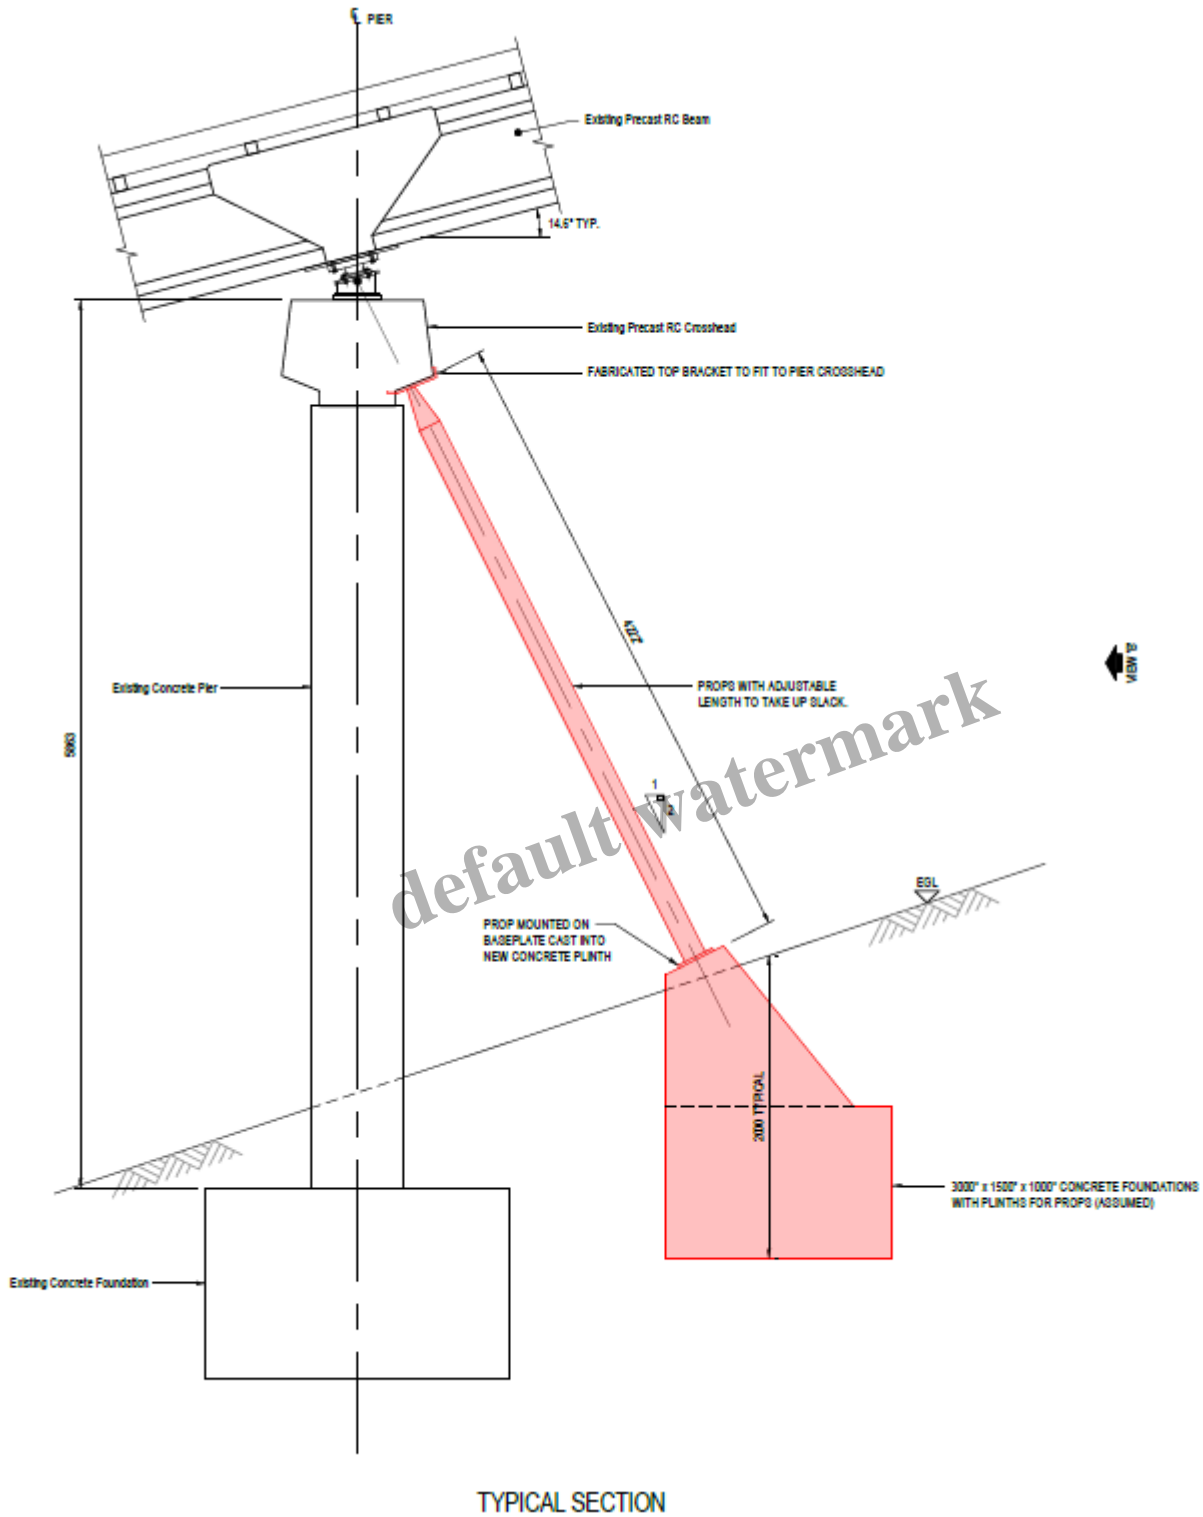 ℄ PIER
Existing Precast RC Beam
14.6° TYP.
Existing Precast RC Crosshead
FABRICATED TOP BRACKET TO FIT TO PIER CROSSHEAD
Existing Concrete Pier
PROPS WITH ADJUSTABLE
LENGTH TO TAKE UP SLACK.
VIEW
1
2
default watermark
EGL
PROP MOUNTED ON
BASEPLATE CAST INTO
NEW CONCRETE PLINTH
2000 TYPICAL
3000* x 1500* x 1000* CONCRETE FOUNDATIONS
WITH PLINTHS FOR PROPS (ASSUMED)
Existing Concrete Foundation
TYPICAL SECTION